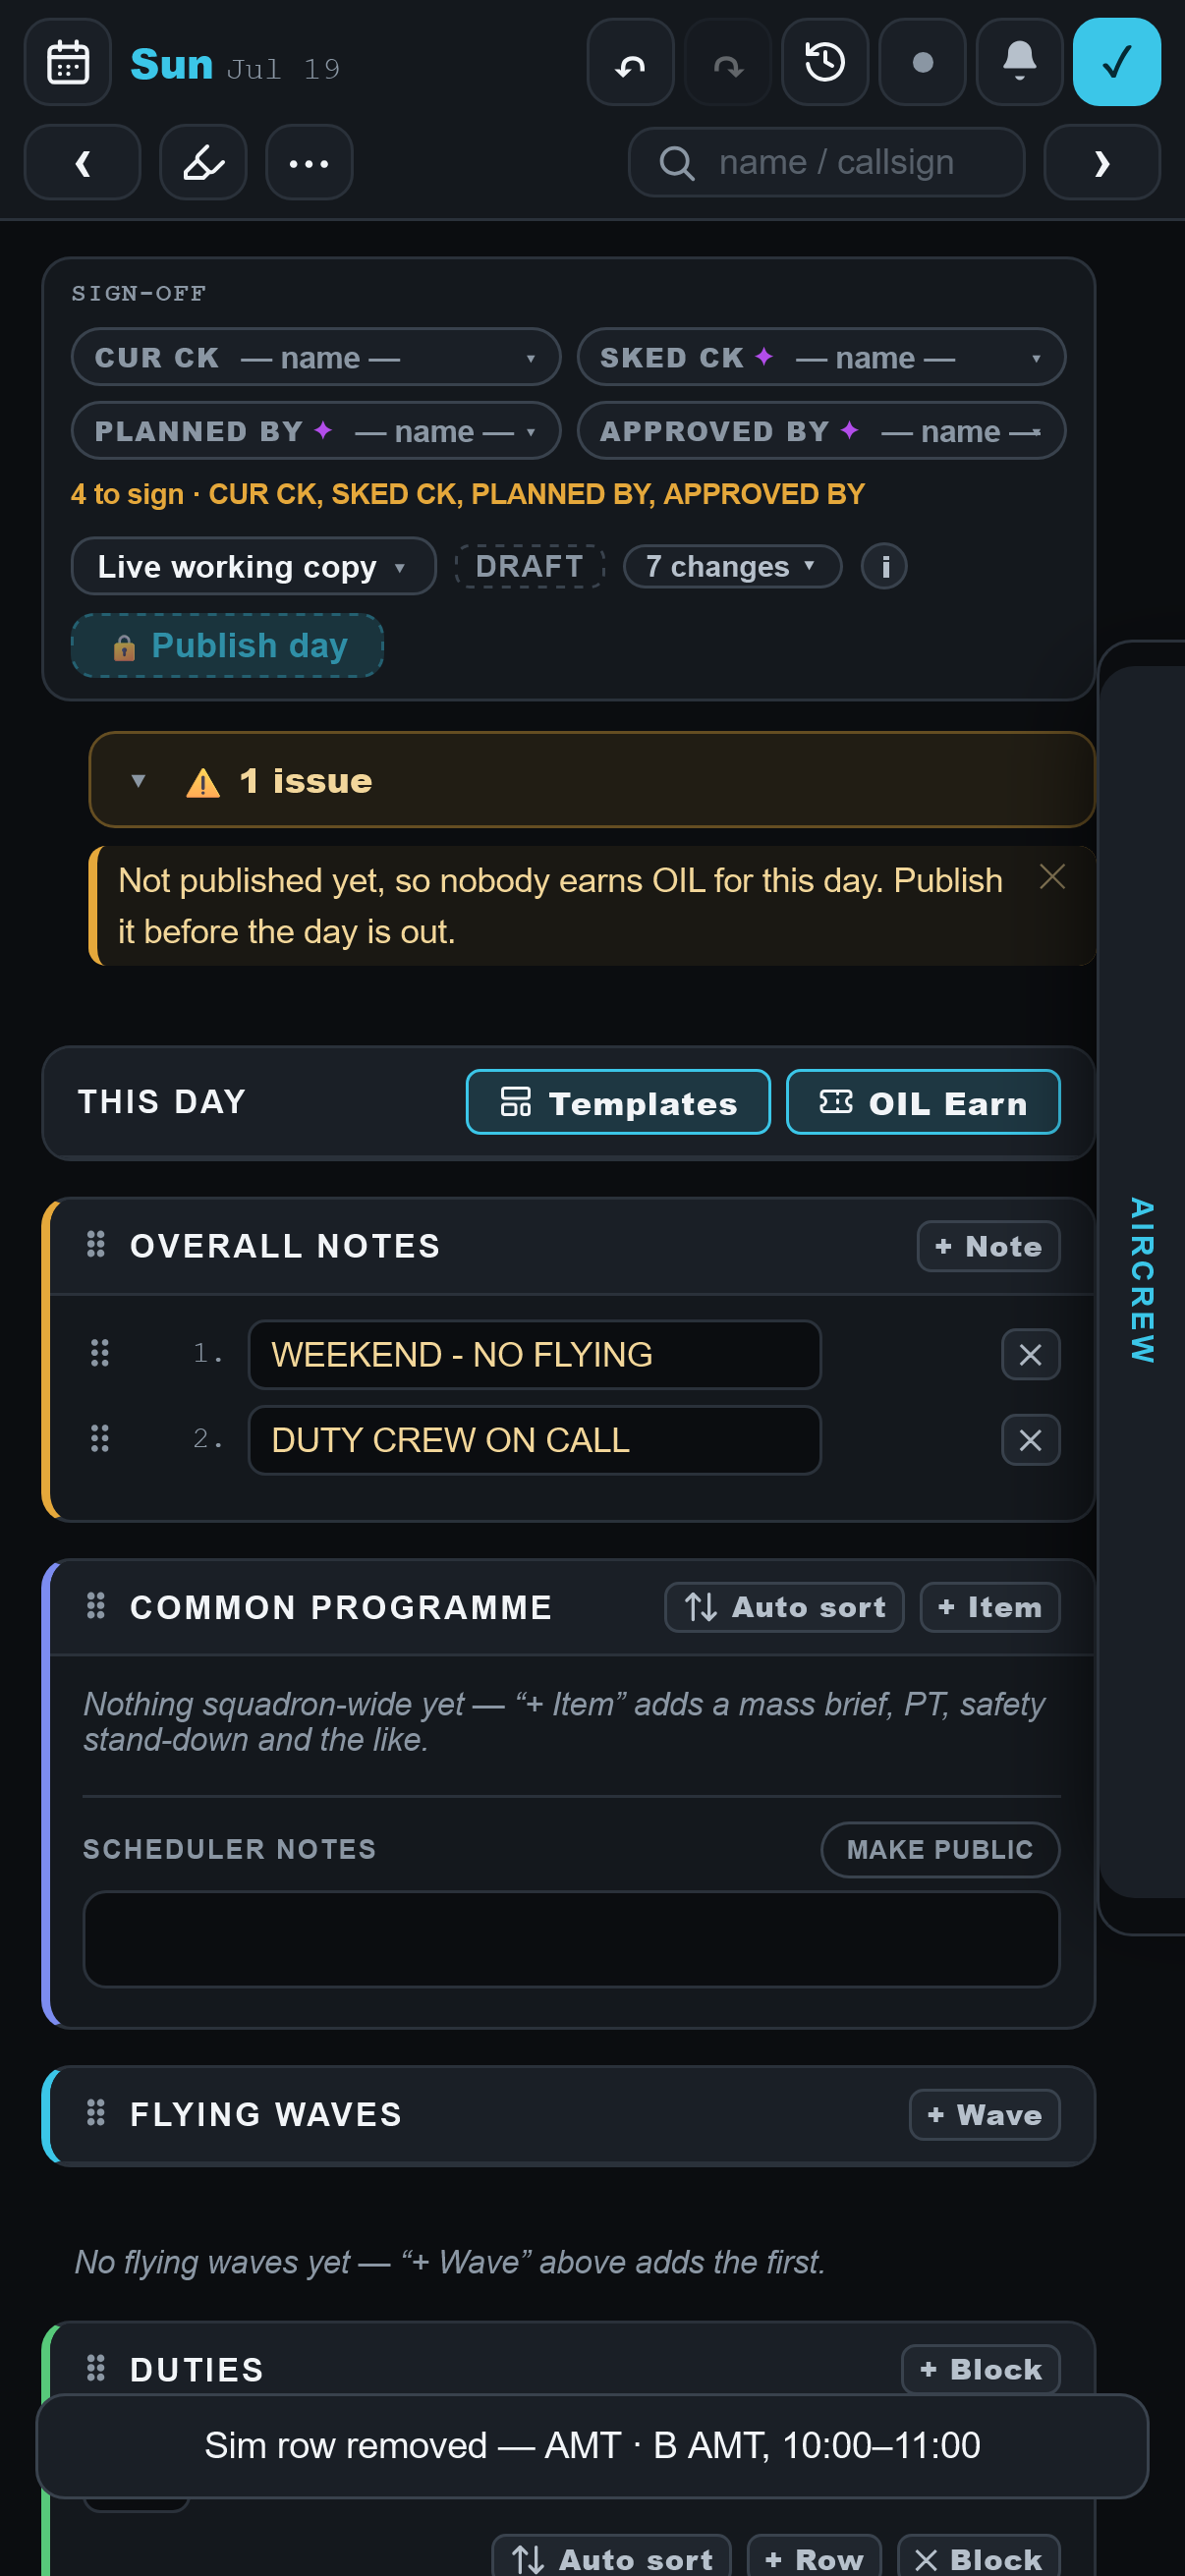 Sun Jul 19
name / callsign
SIGN-OFF
CUR CK — name —
SKED CK — name —
PLANNED BY — name —
APPROVED BY — name —
4 to sign · CUR CK, SKED CK, PLANNED BY, APPROVED BY
Live working copy DRAFT 7 changes i
Publish day
1 issue
Not published yet, so nobody earns OIL for this day. Publish
it before the day is out.
THIS DAY Templates OIL Earn
AIRCREW
OVERALL NOTES + Note
1. WEEKEND - NO FLYING
2. DUTY CREW ON CALL
COMMON PROGRAMME Auto sort + Item
Nothing squadron-wide yet — “+ Item” adds a mass brief, PT, safety
stand-down and the like.
SCHEDULER NOTES MAKE PUBLIC
FLYING WAVES + Wave
No flying waves yet — “+ Wave” above adds the first.
DUTIES + Block
Sim row removed — AMT · B AMT, 10:00–11:00
Auto sort + Row × Block